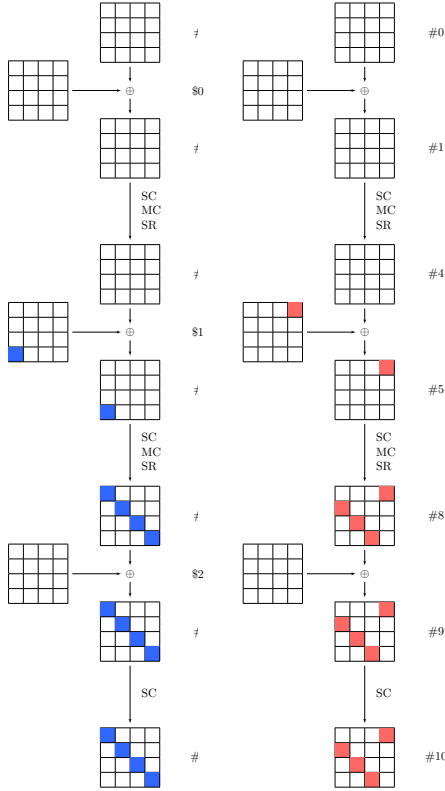 #0
⊕ $0 ⊕
#1
SC SC
MC MC
SR SR
#4
⊕ $1 ⊕
#5
SC SC
MC MC
SR SR
#8
⊕ $2 ⊕
#9
SC SC
# #10